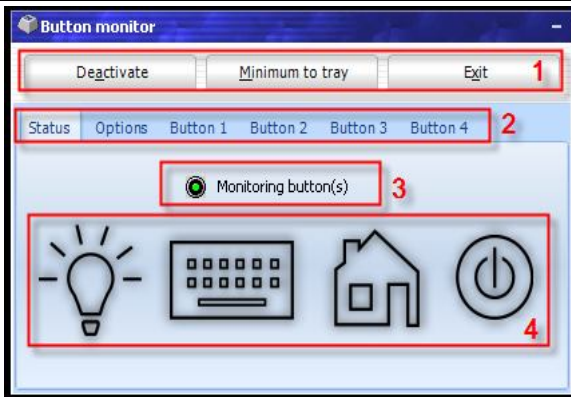 Button monitor
Deactivate Minimum to tray Exit 1
Status Options Button 1 Button 2 Button 3 Button 4 2
Monitoring button(s) 3
4